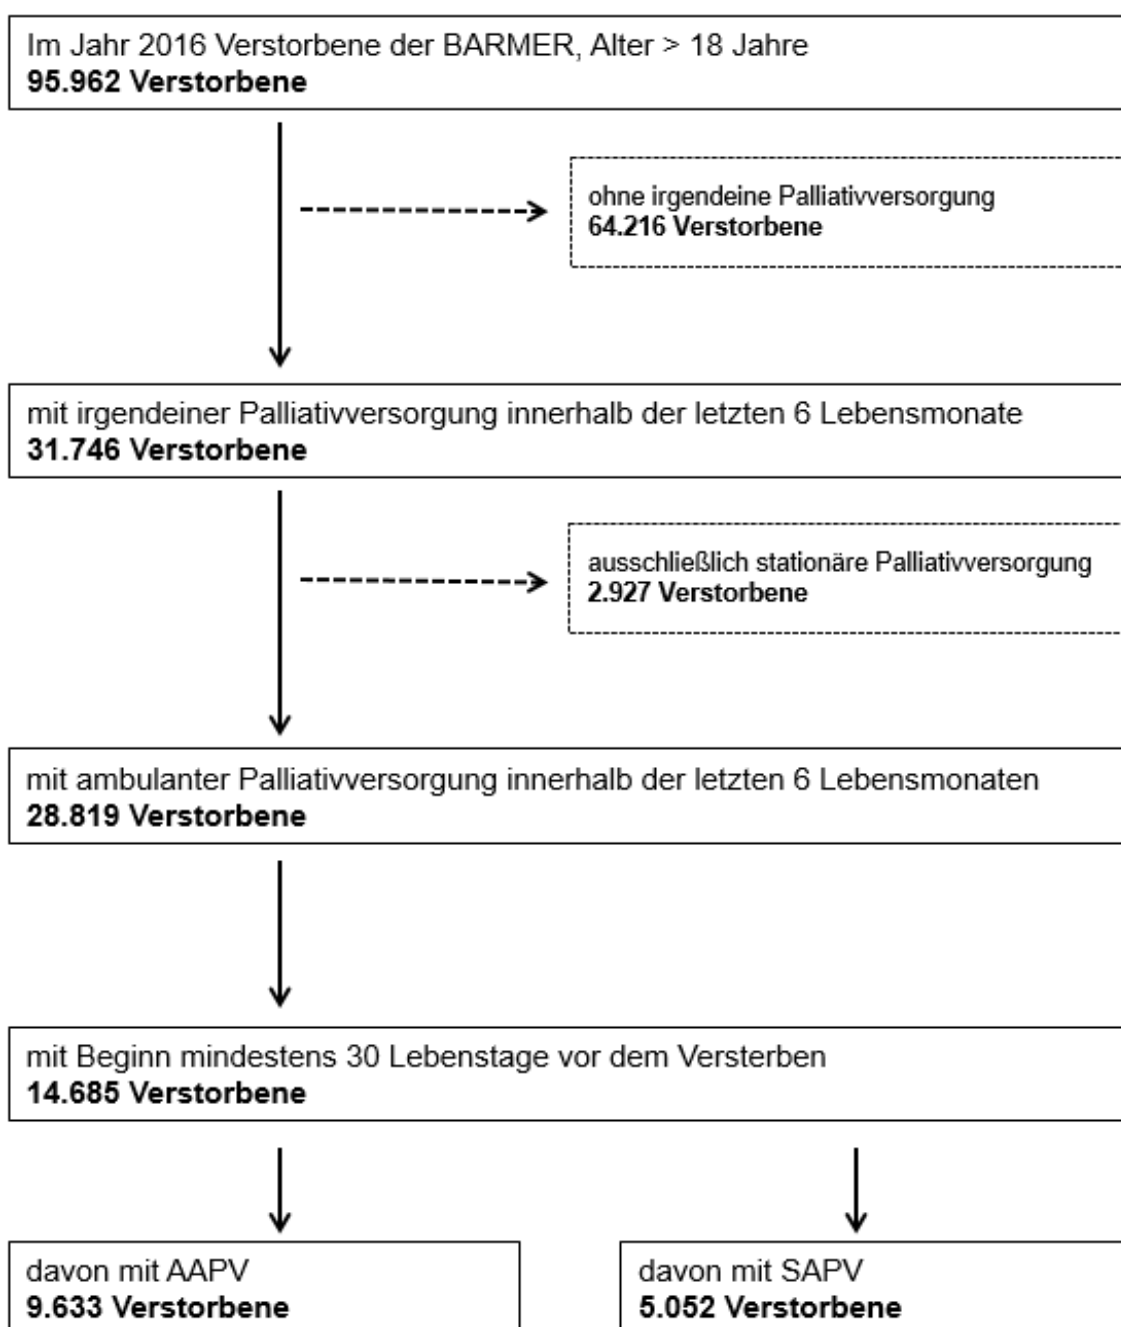 Im Jahr 2016 Verstorbene der BARMER, Alter > 18 Jahre
95.962 Verstorbene
ohne irgendeine Palliativversorgung
64.216 Verstorbene
mit irgendeiner Palliativversorgung innerhalb der letzten 6 Lebensmonate
31.746 Verstorbene
ausschließlich stationäre Palliativversorgung
2.927 Verstorbene
mit ambulanter Palliativversorgung innerhalb der letzten 6 Lebensmonaten
28.819 Verstorbene
mit Beginn mindestens 30 Lebenstage vor dem Versterben
14.685 Verstorbene
davon mit AAPV
9.633 Verstorbene
davon mit SAPV
5.052 Verstorbene